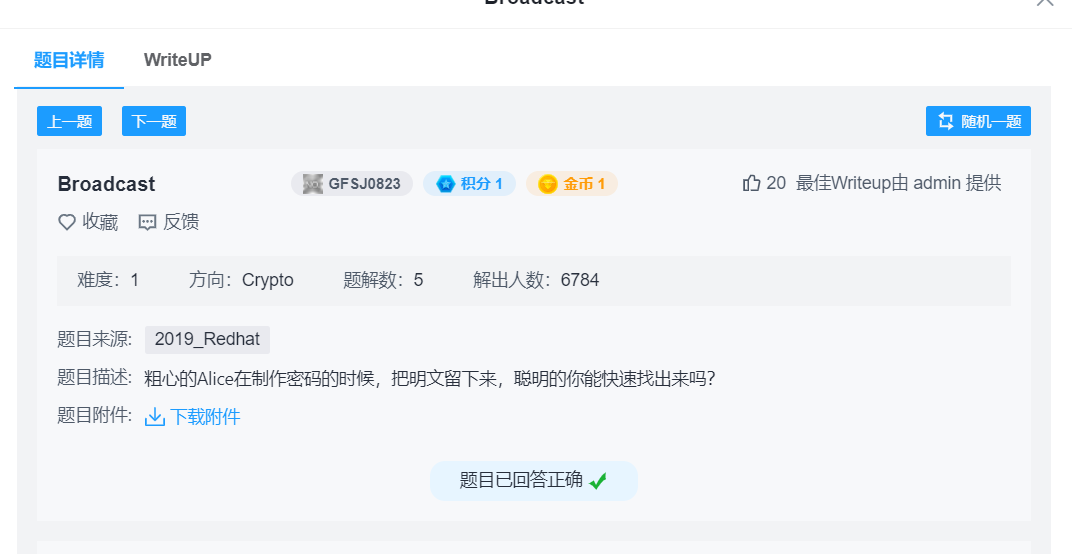 Broadcast
题目详情 WriteUP
上一题 下一题 随机一题
Broadcast GFSJ0823 积分 1 金币 1 20 最佳Writeup由 admin 提供
收藏 反馈
难度：1 方向：Crypto 题解数：5 解出人数：6784
题目来源: 2019_Redhat
题目描述: 粗心的Alice在制作密码的时候，把明文留下来，聪明的你能快速找出来吗？
题目附件: 下载附件
题目已回答正确